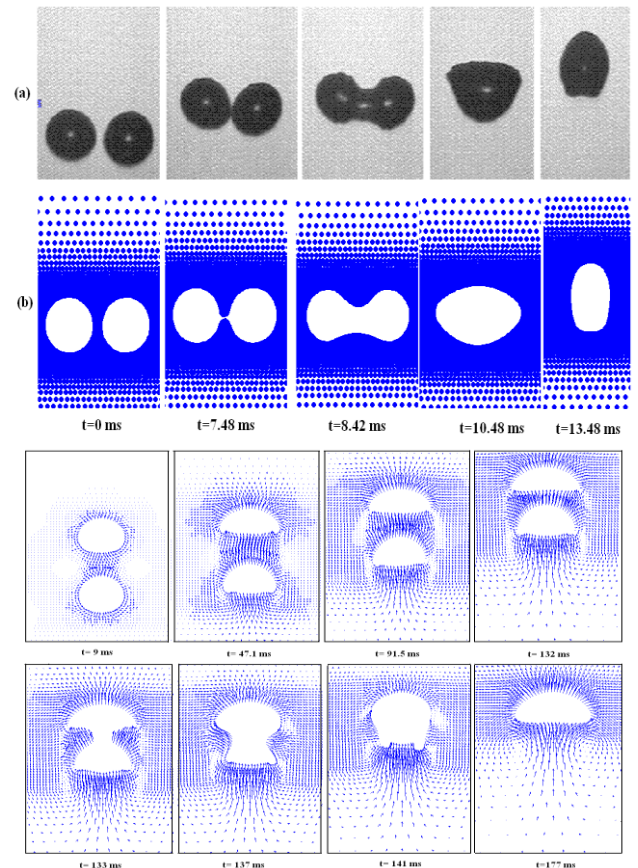 (a)
(b)
t=0 ms
t=7.48 ms
t=8.42 ms
t=10.48 ms
t=13.48 ms
t= 9 ms
t= 47.1 ms
t= 91.5 ms
t= 132 ms
t= 133 ms
t= 137 ms
t= 141 ms
t=177 ms